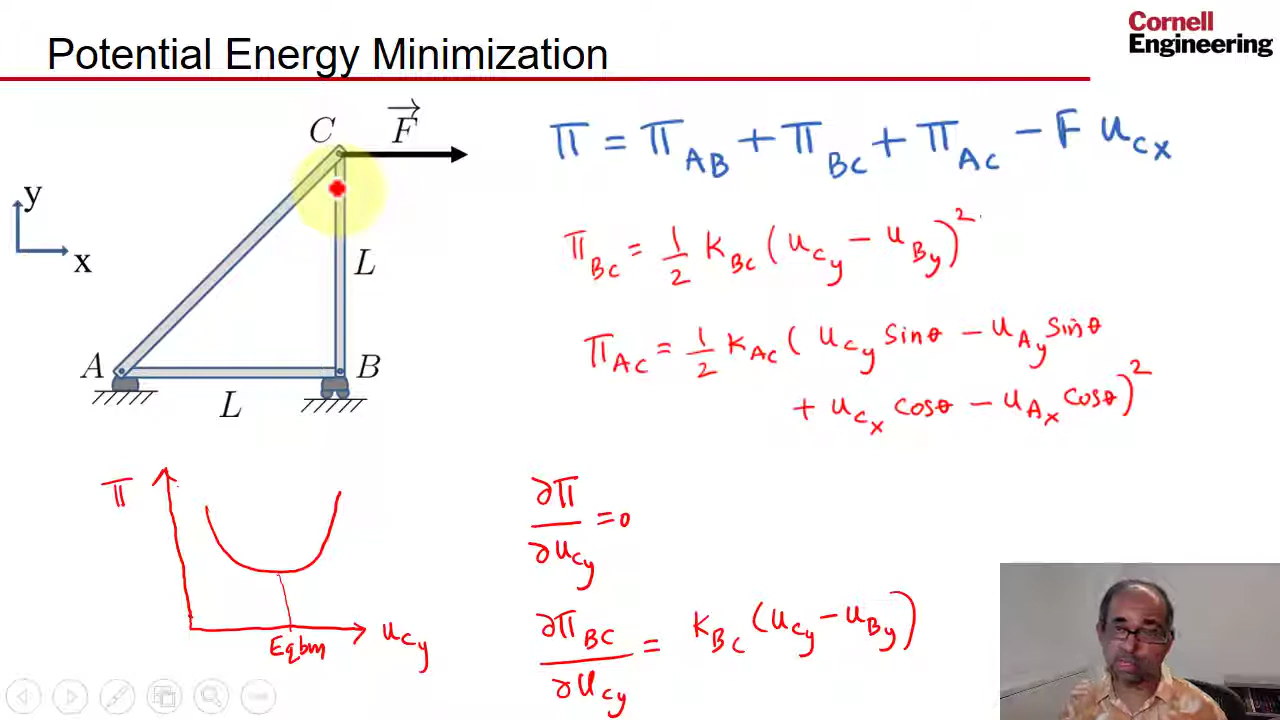 Potential Energy Minimization
Cornell
Engineering
C
F⃗
Π = Π_AB + Π_BC + Π_AC − F u_Cx
y
x
L
Π_BC = 1/2 K_BC (u_Cy − u_By)²
Π_AC = 1/2 K_AC ( u_Cy Sinθ − u_Ay Sinθ
+ u_Cx cosθ − u_Ax cosθ)²
A
B
L
Π
∂Π/∂u_Cy = 0
∂Π_BC/∂u_Cy = K_BC (u_Cy − u_By)
u_Cy
Eqbm